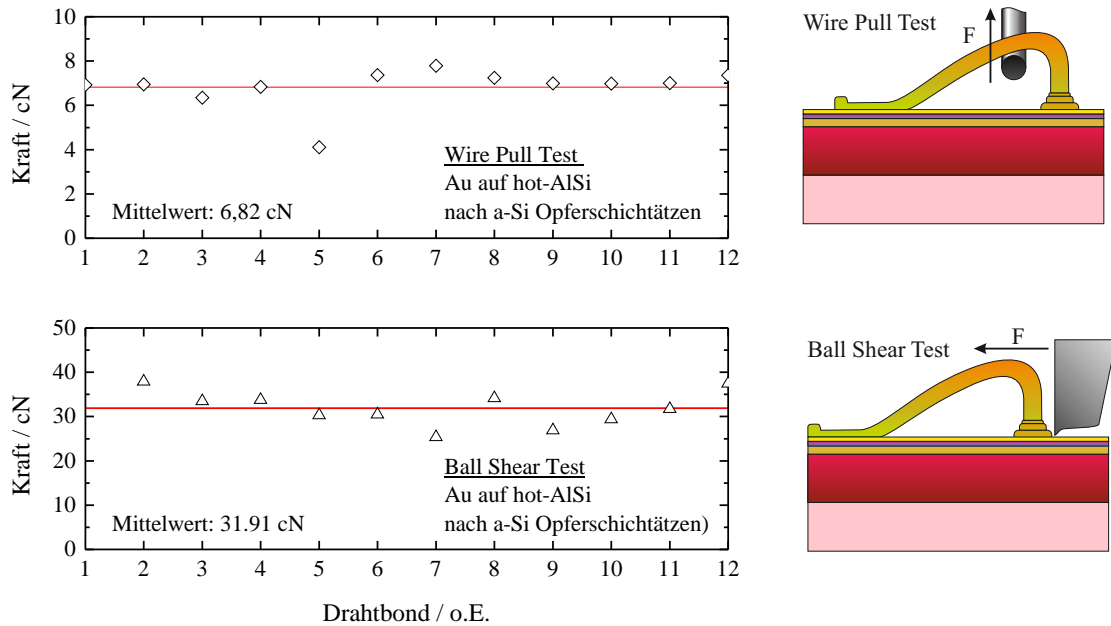 10
8
6
4
2
0
Kraft / cN
Wire Pull Test
Au auf hot-AlSi
nach a-Si Opferschichtätzen
Mittelwert: 6,82 cN
1 2 3 4 5 6 7 8 9 10 11 12
Wire Pull Test
F
50
40
30
20
10
0
Kraft / cN
Ball Shear Test
Au auf hot-AlSi
nach a-Si Opferschichtätzen)
Mittelwert: 31.91 cN
1 2 3 4 5 6 7 8 9 10 11 12
Drahtbond / o.E.
Ball Shear Test
F